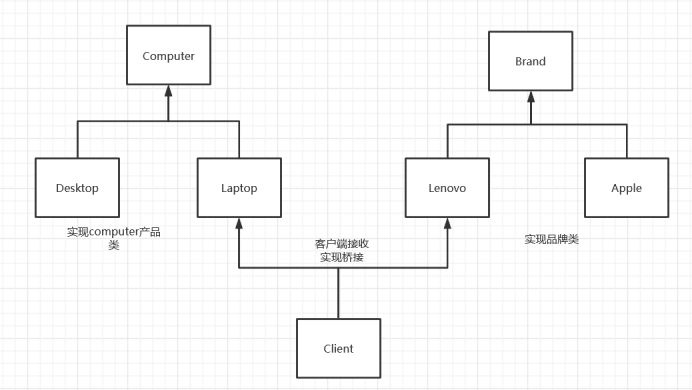 Computer
Brand
Desktop
Laptop
Lenovo
Apple
实现computer产品
类
客户端接收
实现桥接
实现品牌类
Client